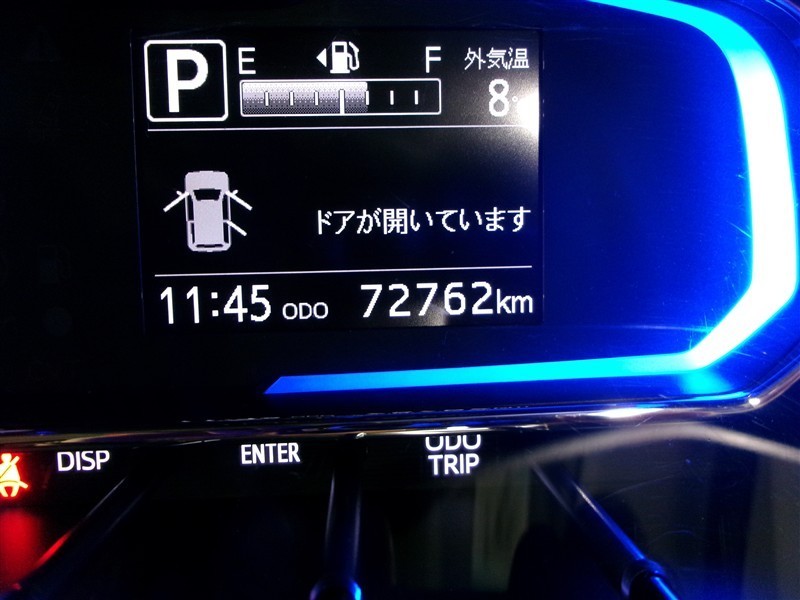 P E F 外気温
8
ドアが開いています
11:45 ODO 72762km
DISP ENTER ODO
TRIP